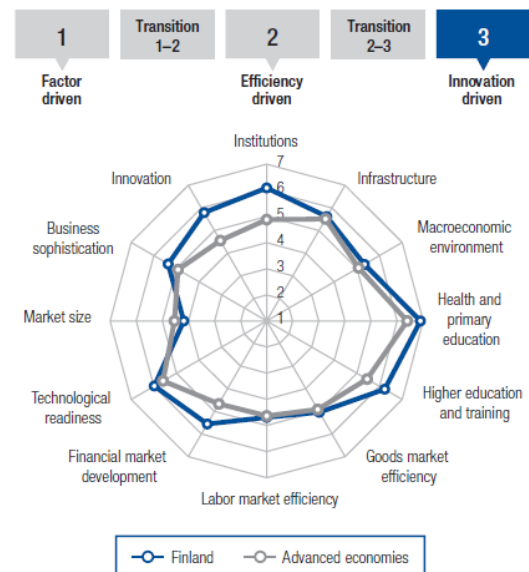 1
Transition
1–2
2
Transition
2–3
3
Factor
driven
Efficiency
driven
Innovation
driven
Institutions
7
6
5
4
3
2
1
Innovation
Infrastructure
Business
sophistication
Macroeconomic
environment
Market size
Health and
primary
education
Technological
readiness
Higher education
and training
Financial market
development
Goods market
efficiency
Labor market efficiency
Finland
Advanced economies